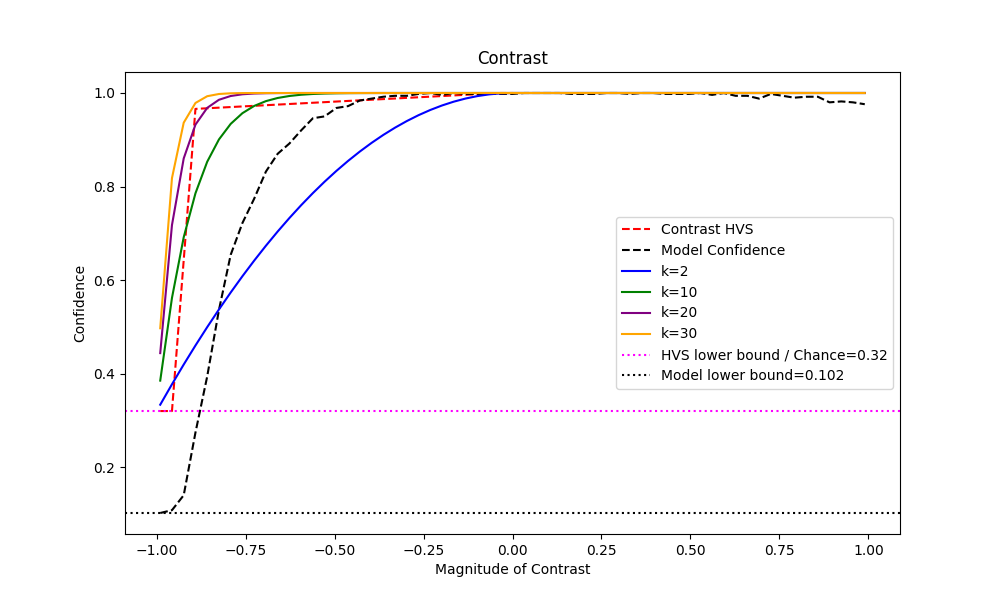 Contrast
Confidence
1.0
0.8
0.6
0.4
0.2
Contrast HVS
Model Confidence
k=2
k=10
k=20
k=30
HVS lower bound / Chance=0.32
Model lower bound=0.102
−1.00 −0.75 −0.50 −0.25 0.00 0.25 0.50 0.75 1.00
Magnitude of Contrast